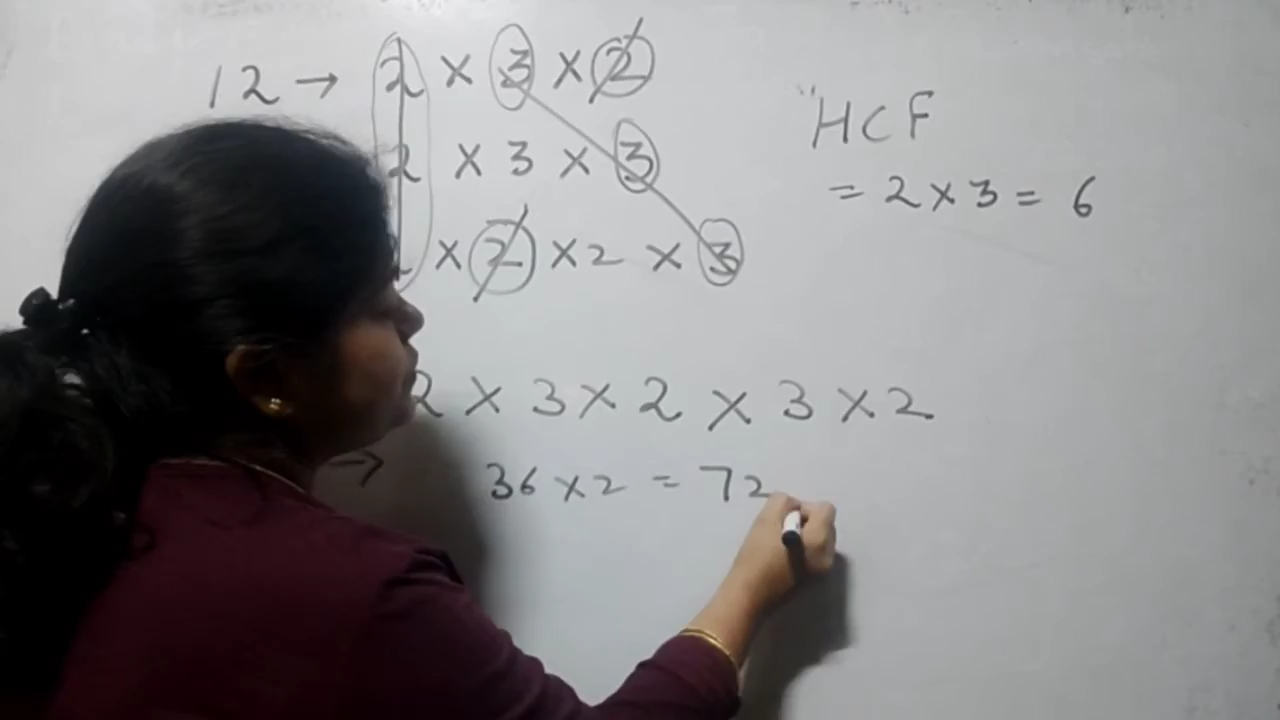 12 → 2 × 3 × 2
2 × 3 × 3
2 × 2 × 2 × 3
"HCF
= 2 × 3 = 6
2 × 3 × 2 × 3 × 2
→ 36 × 2 = 72